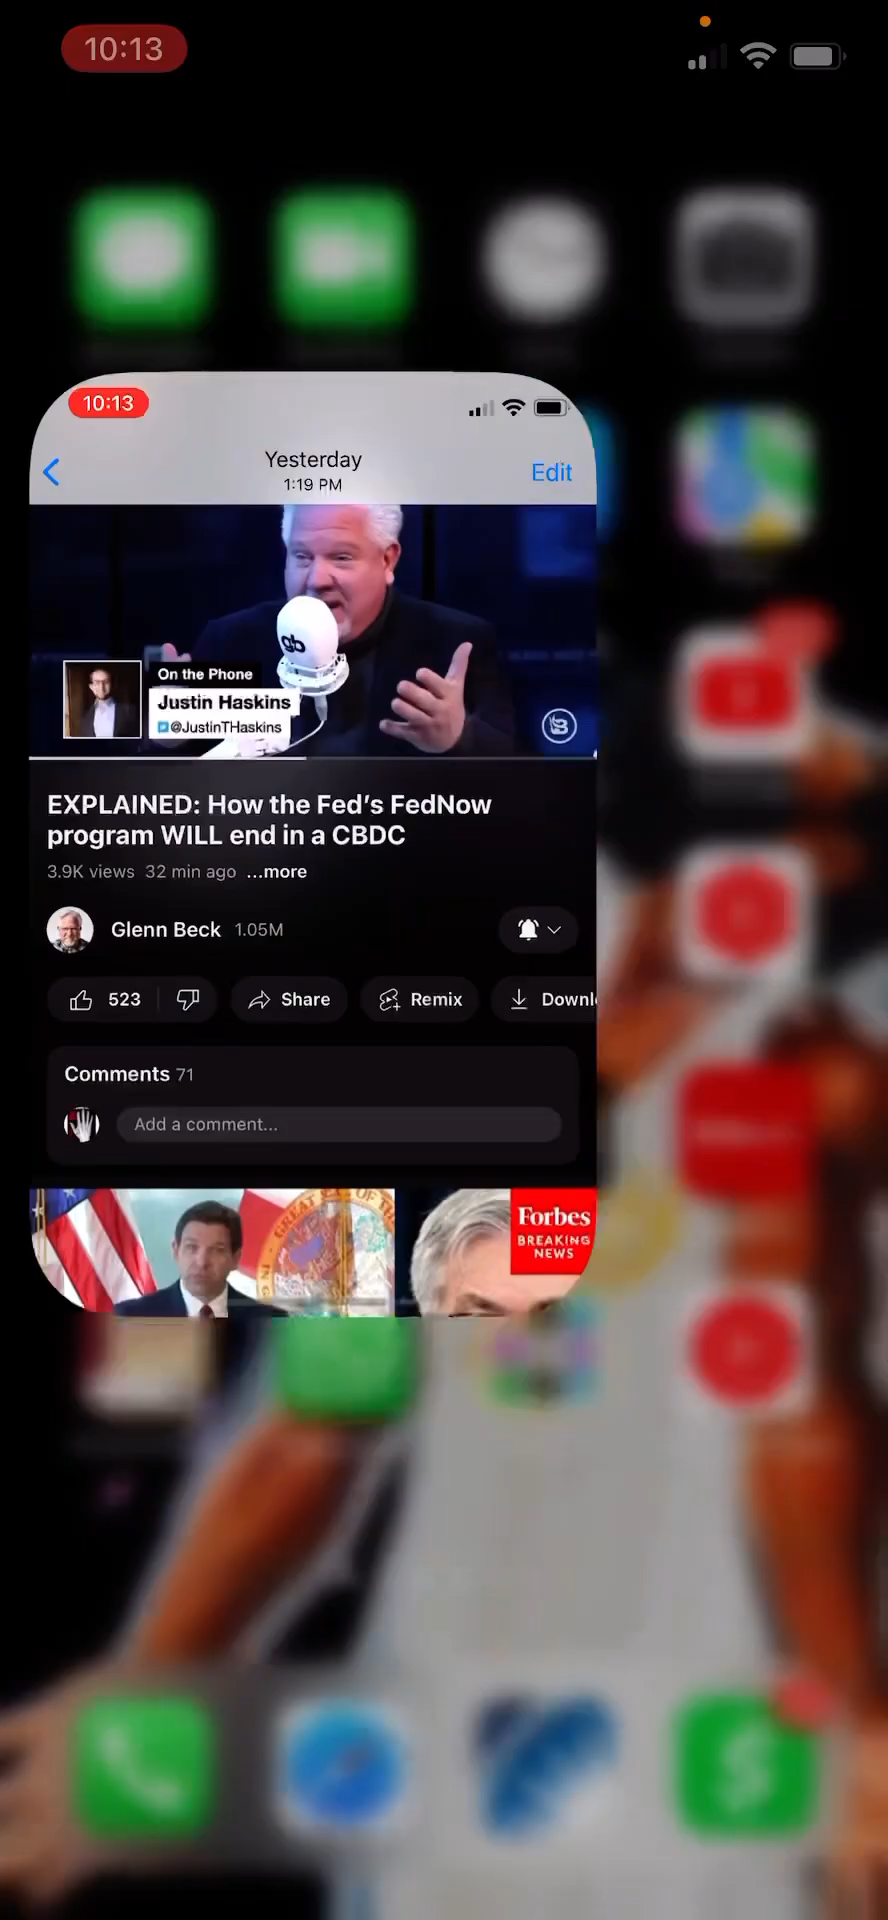 10:13
10:13
Yesterday
1:19 PM
Edit
gb
On the Phone
Justin Haskins
@JustinTHaskins
EXPLAINED: How the Fed's FedNow
program WILL end in a CBDC
3.9K views 32 min ago ...more
Glenn Beck 1.05M
523
Share
Remix
Downl
Comments 71
Add a comment...
Forbes
BREAKING
NEWS